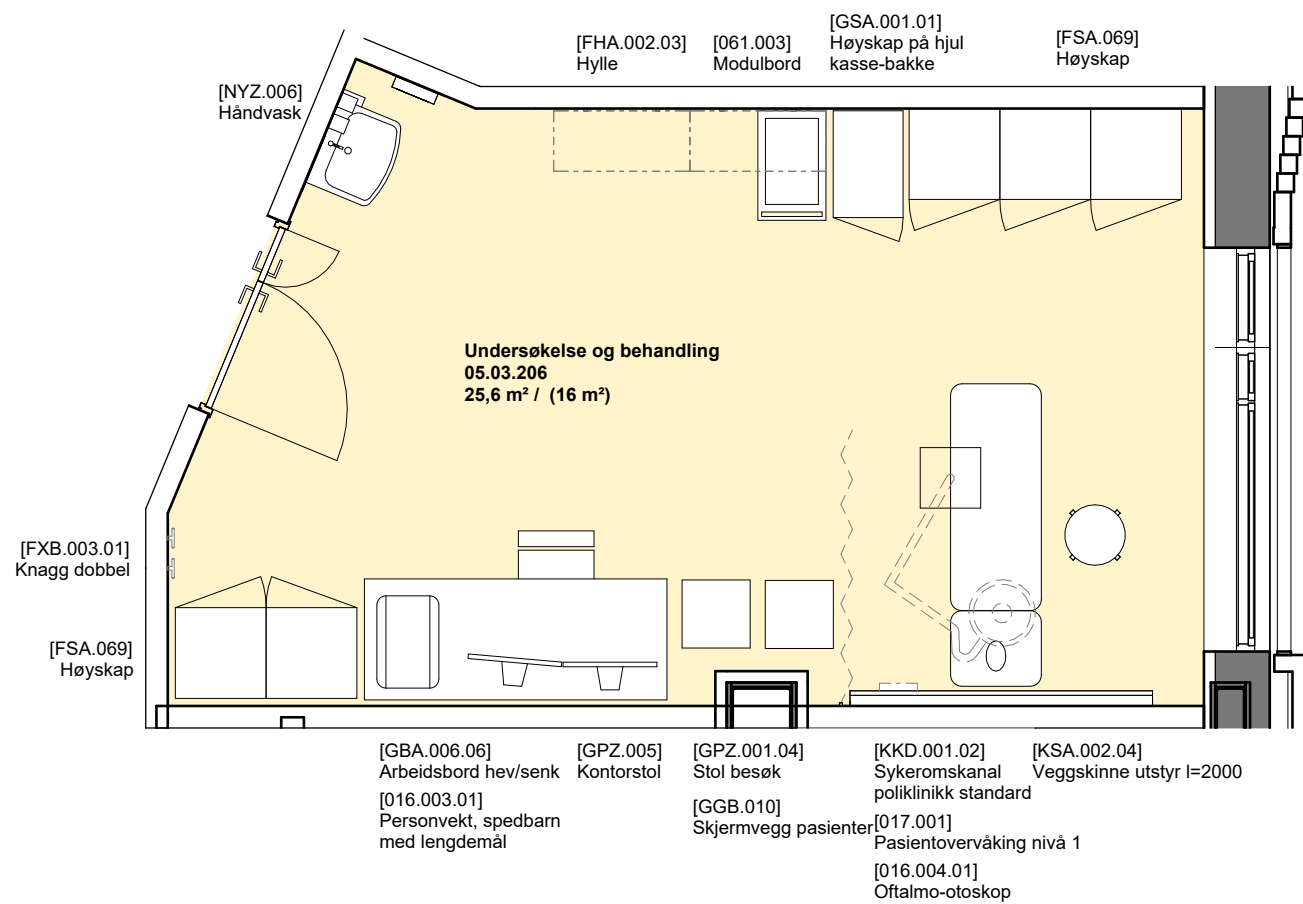 [GSA.001.01]
Høyskap på hjul
kasse-bakke
[FHA.002.03]
Hylle
[061.003]
Modulbord
[FSA.069]
Høyskap
[NYZ.006]
Håndvask
Undersøkelse og behandling
05.03.206
25,6 m² / (16 m²)
[FXB.003.01]
Knagg dobbel
[FSA.069]
Høyskap
[GBA.006.06]
Arbeidsbord hev/senk
[016.003.01]
Personvekt, spedbarn
med lengdemål
[GPZ.005]
Kontorstol
[GPZ.001.04]
Stol besøk
[GGB.010]
Skjermvegg pasienter
[KKD.001.02]
Sykeromskanal
poliklinikk standard
[017.001]
Pasientovervåking nivå 1
[016.004.01]
Oftalmo-otoskop
[KSA.002.04]
Veggskinne utstyr l=2000